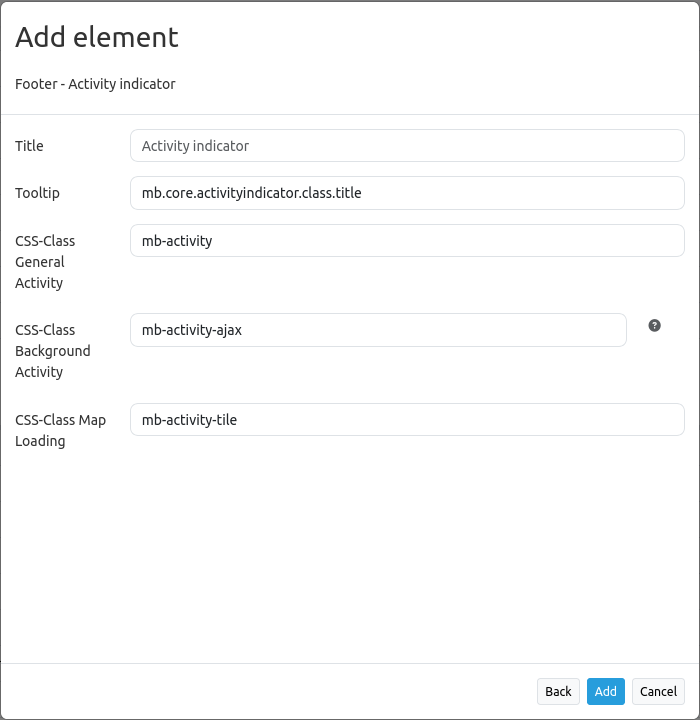 Add element
Footer - Activity indicator
Title
Activity indicator
Tooltip
mb.core.activityindicator.class.title
CSS-Class
General
Activity
mb-activity
CSS-Class
Background
Activity
mb-activity-ajax
?
CSS-Class Map
Loading
mb-activity-tile
Back
Add
Cancel